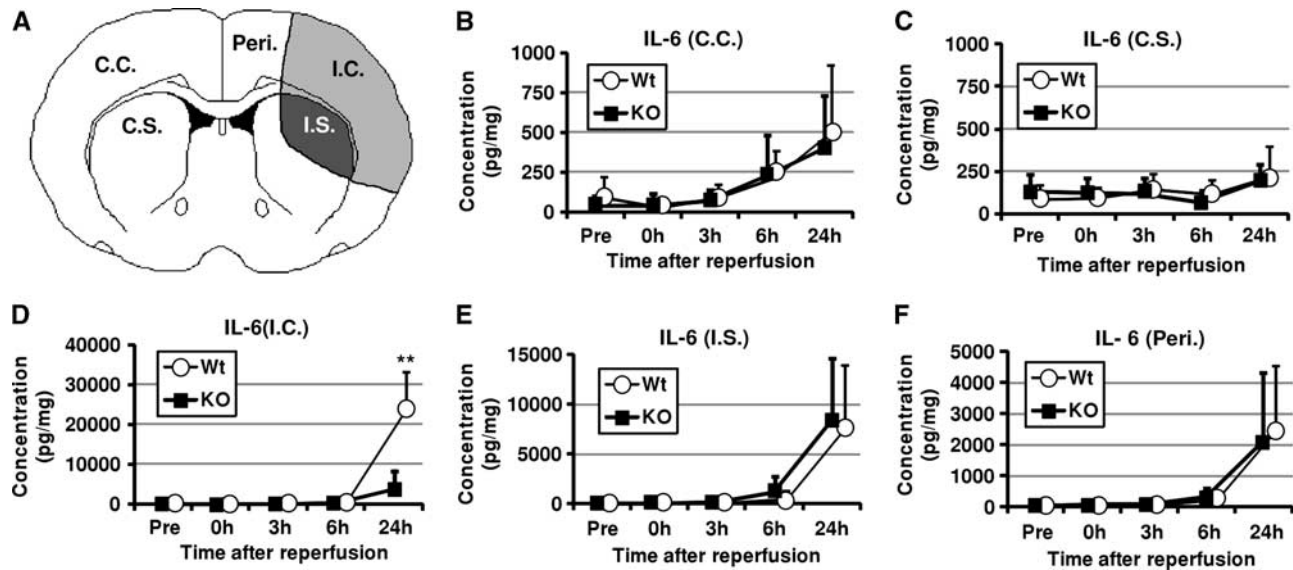 A
C.C.
Peri.
I.C.
C.S.
I.S.
B
IL-6 (C.C.)
Concentration
(pg/mg)
1000
750
500
250
0
Wt
KO
Pre 0h 3h 6h 24h
Time after reperfusion
C
IL-6 (C.S.)
Concentration
(pg/mg)
1000
750
500
250
0
Wt
KO
Pre 0h 3h 6h 24h
Time after reperfusion
D
IL-6(I.C.)
Concentration
(pg/mg)
40000
30000
20000
10000
0
Wt
KO
**
Pre 0h 3h 6h 24h
Time after reperfusion
E
IL-6 (I.S.)
Concentration
(pg/mg)
15000
10000
5000
0
Wt
KO
Pre 0h 3h 6h 24h
Time after reperfusion
F
IL- 6 (Peri.)
Concentration
(pg/mg)
5000
4000
3000
2000
1000
0
Wt
KO
Pre 0h 3h 6h 24h
Time after reperfusion